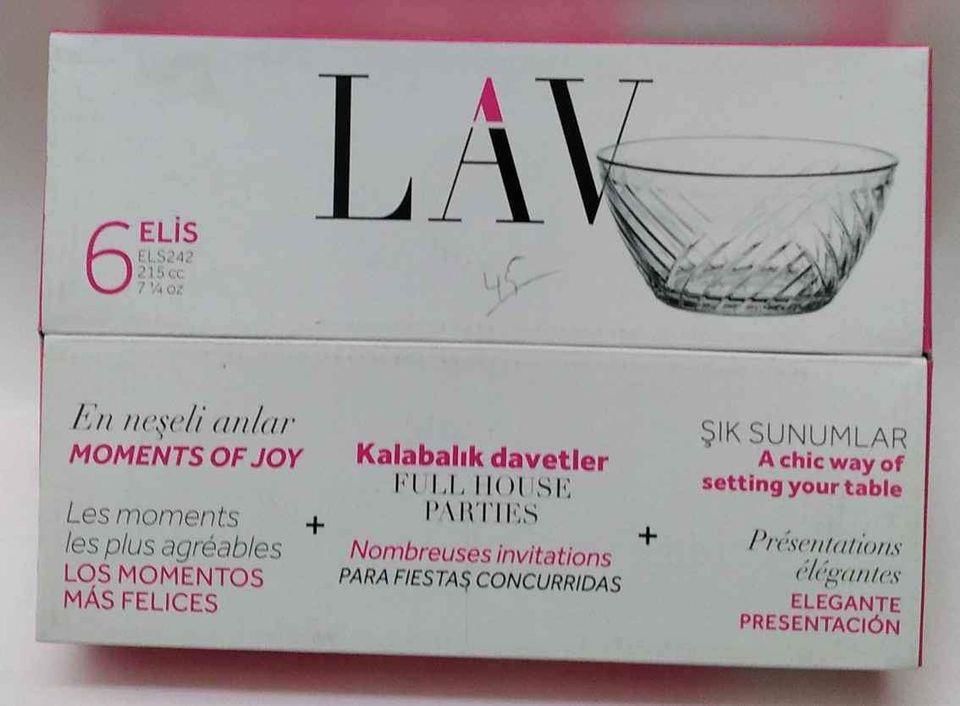 LAV
6
ELİS
ELS242
215 cc
7 ¼ oz
45
En neşeli anlar
MOMENTS OF JOY
Les moments
les plus agréables
LOS MOMENTOS
MÁS FELICES
+
Kalabalık davetler
FULL HOUSE
PARTIES
Nombreuses invitations
PARA FIESTAS CONCURRIDAS
+
ŞIK SUNUMLAR
A chic way of
setting your table
Présentations
élégantes
ELEGANTE
PRESENTACIÓN